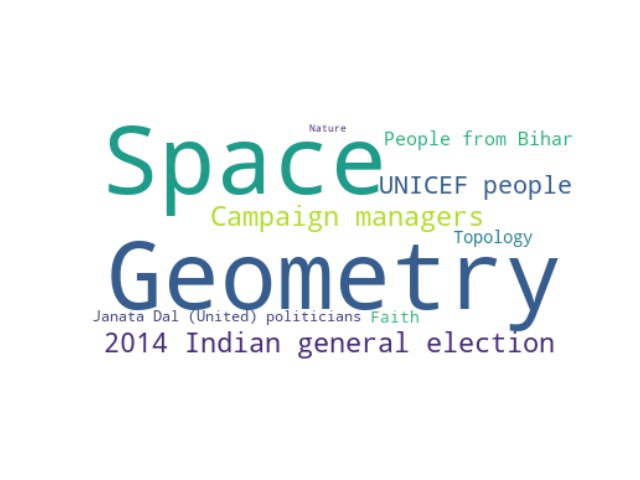 Nature
Space
People from Bihar
UNICEF people
Campaign managers
Topology
Geometry
Janata Dal (United) politicians
Faith
2014 Indian general election